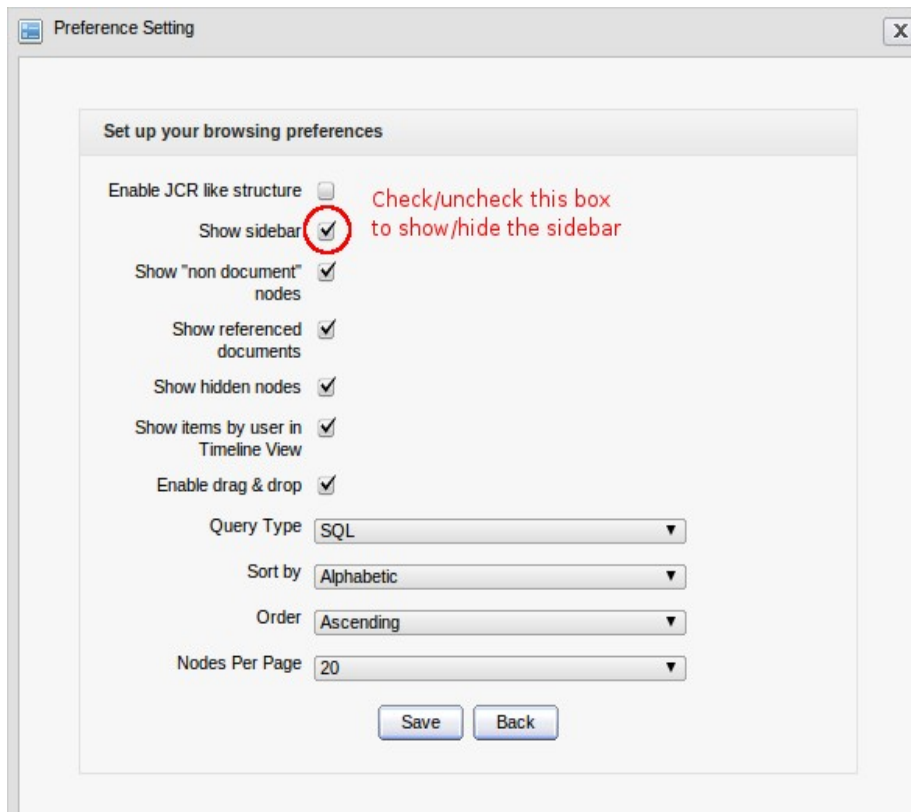 Preference Setting
X
Set up your browsing preferences
Enable JCR like structure
Check/uncheck this box
to show/hide the sidebar
Show sidebar
Show "non document"
nodes
Show referenced
documents
Show hidden nodes
Show items by user in
Timeline View
Enable drag & drop
Query Type SQL
Sort by Alphabetic
Order Ascending
Nodes Per Page 20
Save Back